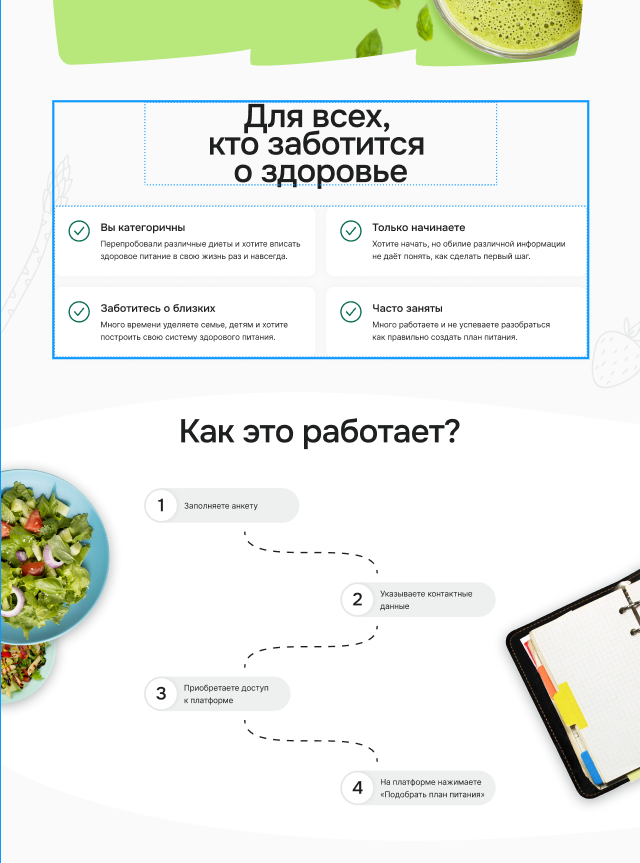 Для всех,
кто заботится
о здоровье
Вы категоричны
Перепробовали различные диеты и хотите вписать
здоровое питание в свою жизнь раз и навсегда.
Только начинаете
Хотите начать, но обилие различной информации
не даёт понять, как сделать первый шаг.
Заботитесь о близких
Много времени уделяете семье, детям и хотите
построить свою систему здорового питания.
Часто заняты
Много работаете и не успеваете разобраться
как правильно создать план питания.
Как это работает?
1
Заполняете анкету
2
Указываете контактные
данные
3
Приобретаете доступ
к платформе
4
На платформе нажимаете
«Подобрать план питания»